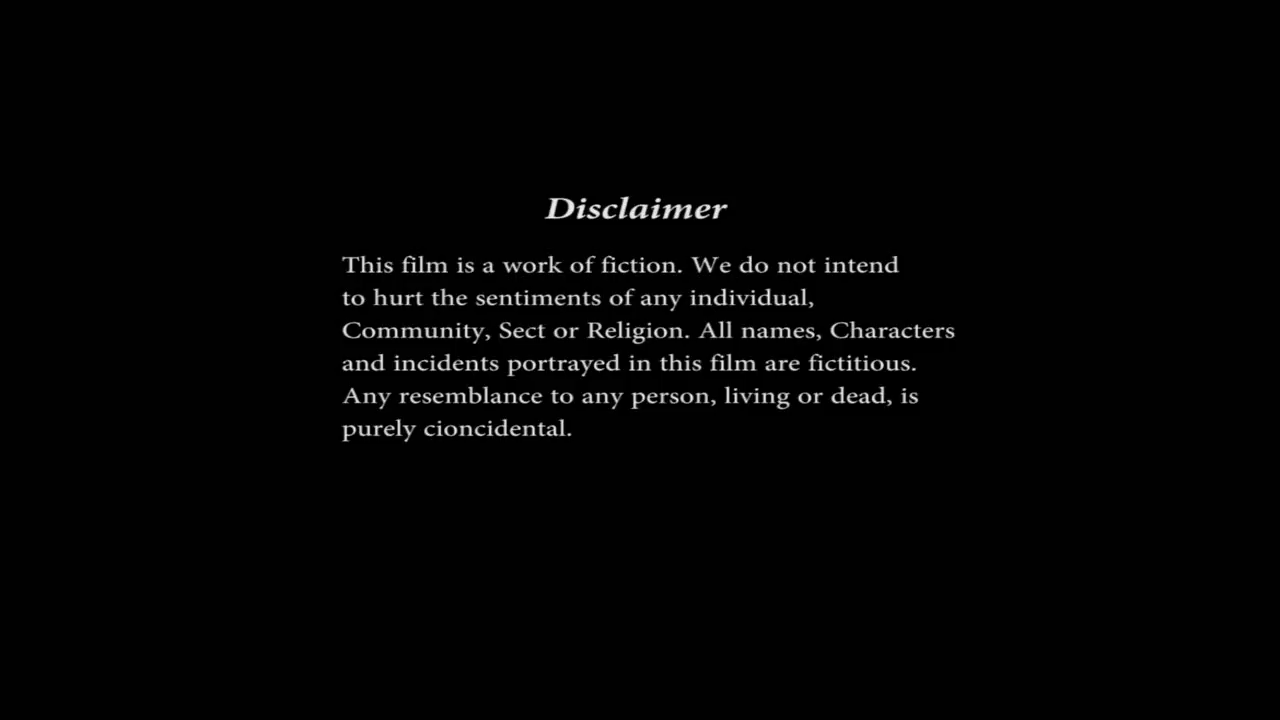 Disclaimer
This film is a work of fiction. We do not intend
to hurt the sentiments of any individual,
Community, Sect or Religion. All names, Characters
and incidents portrayed in this film are fictitious.
Any resemblance to any person, living or dead, is
purely cioncidental.